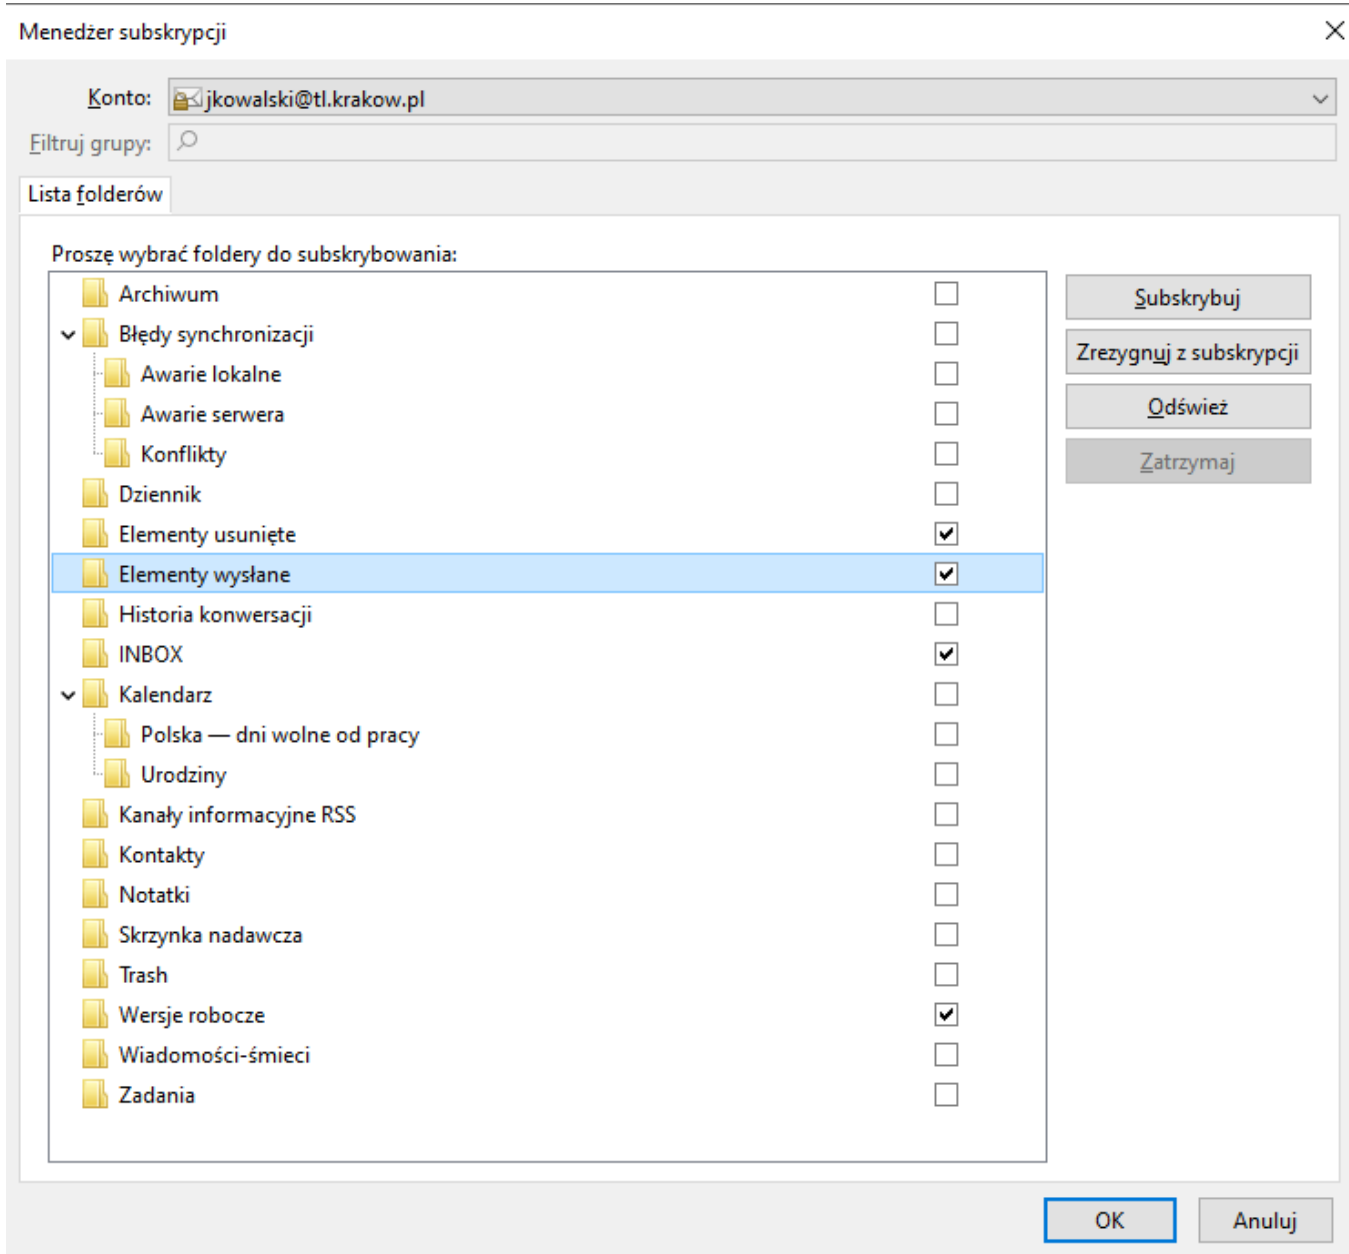 Menedżer subskrypcji
Konto: jkowalski@tl.krakow.pl
Filtruj grupy:
Lista folderów
Proszę wybrać foldery do subskrybowania:
Archiwum
Błędy synchronizacji
Awarie lokalne
Awarie serwera
Konflikty
Dziennik
Elementy usunięte
Elementy wysłane
Historia konwersacji
INBOX
Kalendarz
Polska — dni wolne od pracy
Urodziny
Kanały informacyjne RSS
Kontakty
Notatki
Skrzynka nadawcza
Trash
Wersje robocze
Wiadomości-śmieci
Zadania
Subskrybuj
Zrezygnuj z subskrypcji
Odśwież
Zatrzymaj
OK
Anuluj